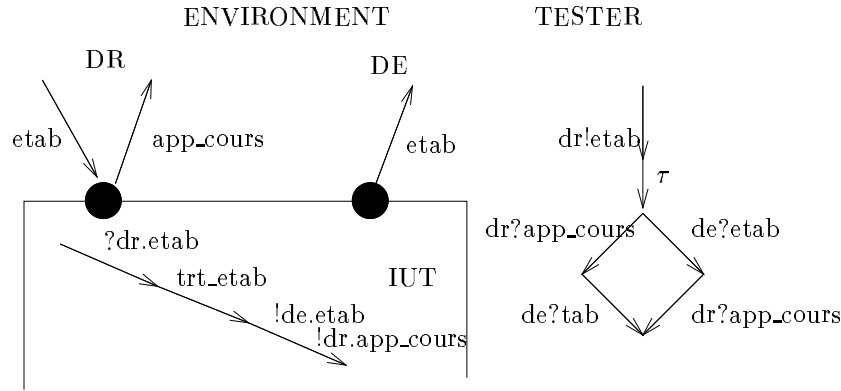 ENVIRONMENT TESTER
DR DE
etab app_cours etab
dr!etab
τ
?dr.etab
trt_etab IUT
!de.etab
!dr.app_cours
dr?app_cours de?etab
de?tab dr?app_cours